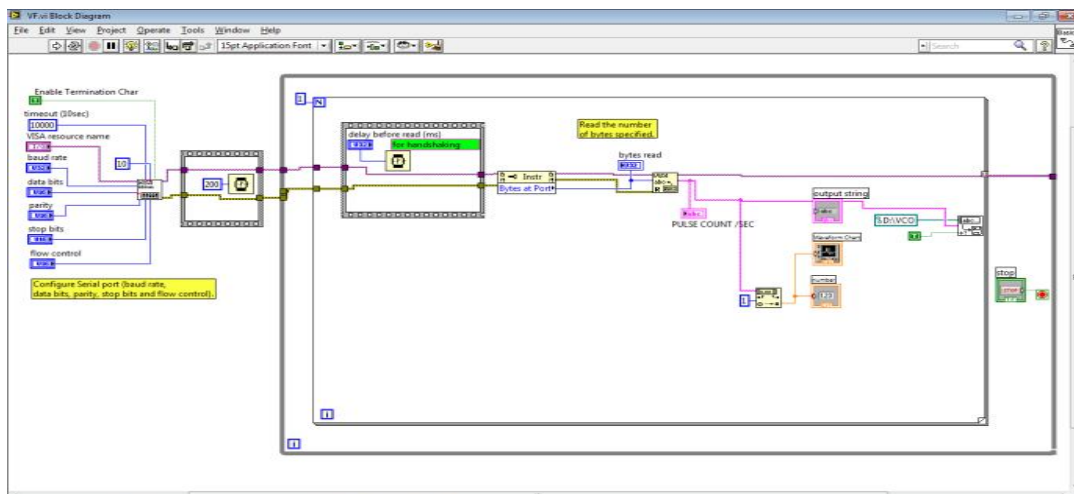 VF.vi Block Diagram
File Edit View Project Operate Tools Window Help
15pt Application Font
Search
Enable Termination Char
timeout (10sec)
10000
VISA resource name
baud rate
data bits
parity
stop bits
flow control
10
200
Configure Serial port (baud rate,
data bits, parity, stop bits and flow control).
1
N
delay before read (ms)
for handshaking
Instr
Bytes at Port
Read the number
of bytes specified.
bytes read
PULSE COUNT /SEC
output string
abc
Waveform Chart
number
123
1
T
stop
i
i